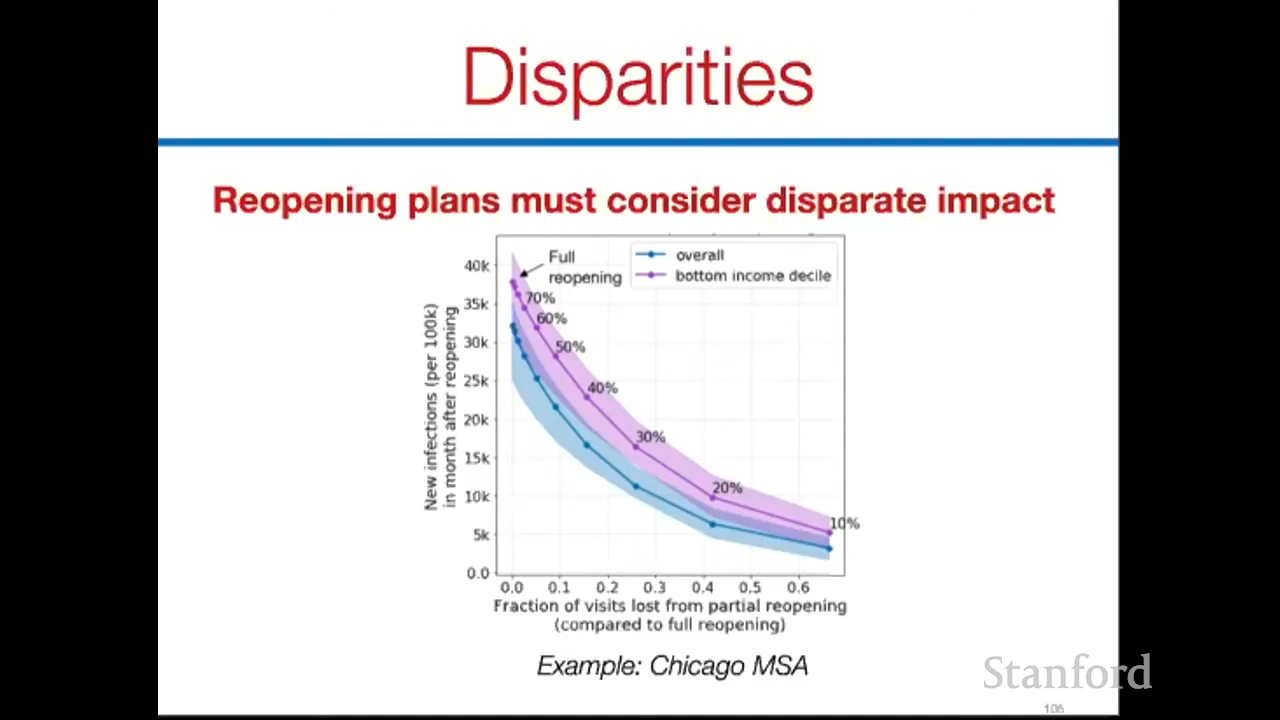 Disparities
Reopening plans must consider disparate impact
Full
reopening
overall
bottom income decile
70%
60%
50%
40%
30%
20%
10%
40k
35k
30k
25k
20k
15k
10k
5k
0.0
New infections (per 100k)
in month after reopening
0.0 0.1 0.2 0.3 0.4 0.5 0.6
Fraction of visits lost from partial reopening
(compared to full reopening)
Example: Chicago MSA
Stanford